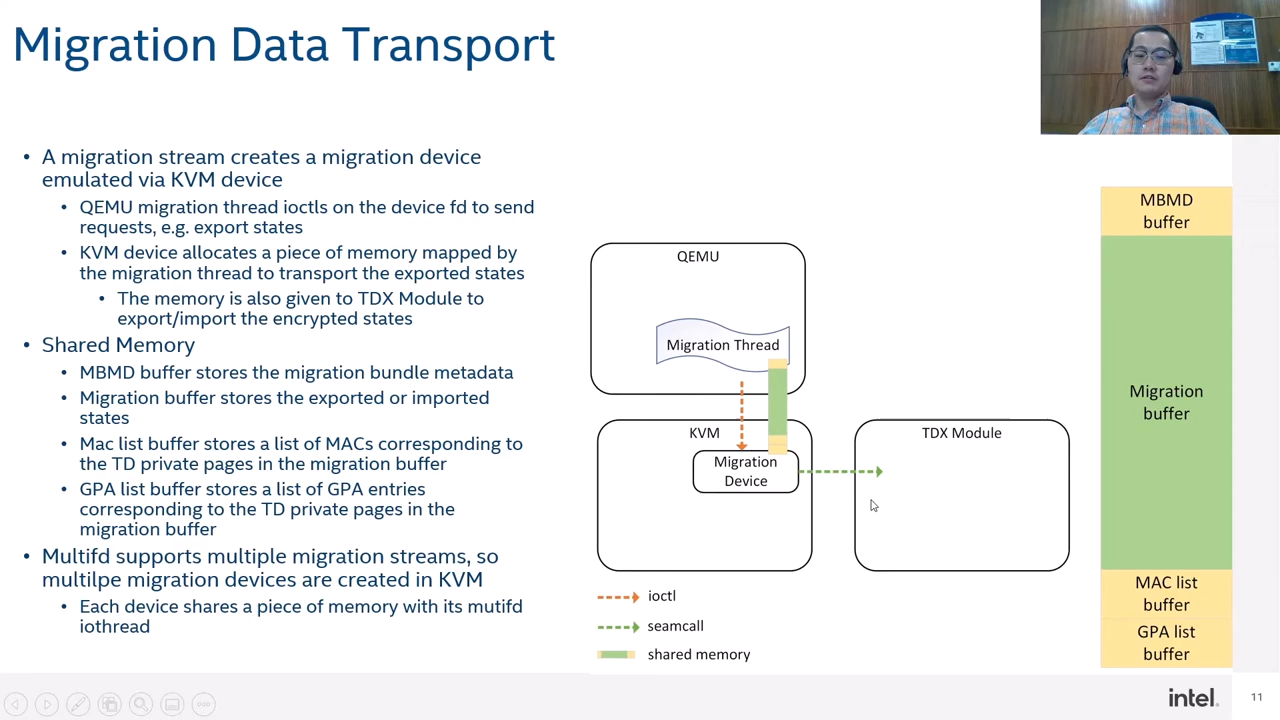 Migration Data Transport
• A migration stream creates a migration device
emulated via KVM device
• QEMU migration thread ioctls on the device fd to send
requests, e.g. export states
• KVM device allocates a piece of memory mapped by
the migration thread to transport the exported states
• The memory is also given to TDX Module to
export/import the encrypted states
• Shared Memory
• MBMD buffer stores the migration bundle metadata
• Migration buffer stores the exported or imported
states
• Mac list buffer stores a list of MACs corresponding to
the TD private pages in the migration buffer
• GPA list buffer stores a list of GPA entries
corresponding to the TD private pages in the
migration buffer
• Multifd supports multiple migration streams, so
multilpe migration devices are created in KVM
• Each device shares a piece of memory with its mutifd
iothread
QEMU
Migration Thread
KVM
Migration
Device
TDX Module
ioctl
seamcall
shared memory
MBMD
buffer
Migration
buffer
MAC list
buffer
GPA list
buffer
intel.
11